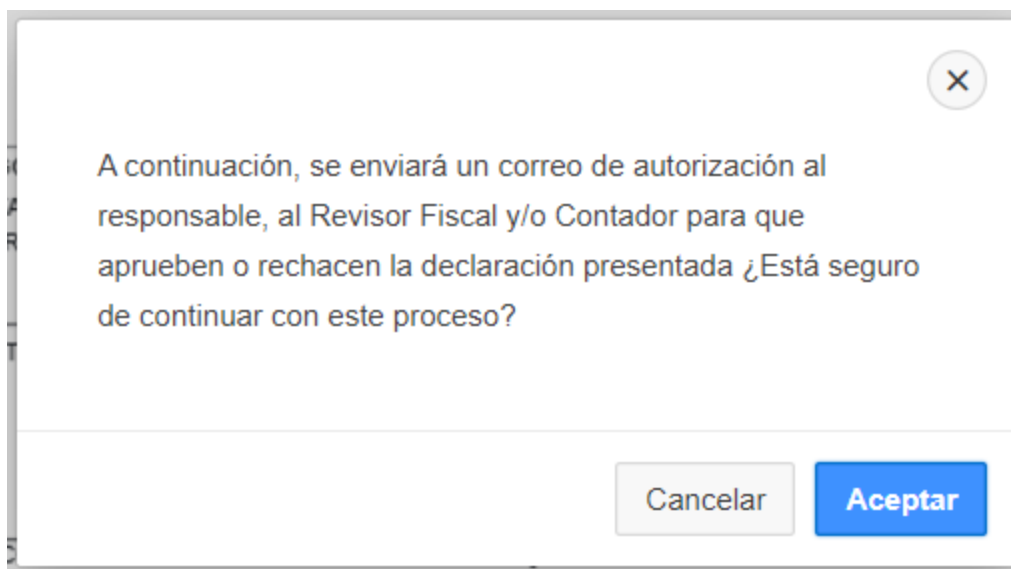 A continuación, se enviará un correo de autorización al
responsable, al Revisor Fiscal y/o Contador para que
aprueben o rechacen la declaración presentada ¿Está seguro
de continuar con este proceso?
Cancelar
Aceptar